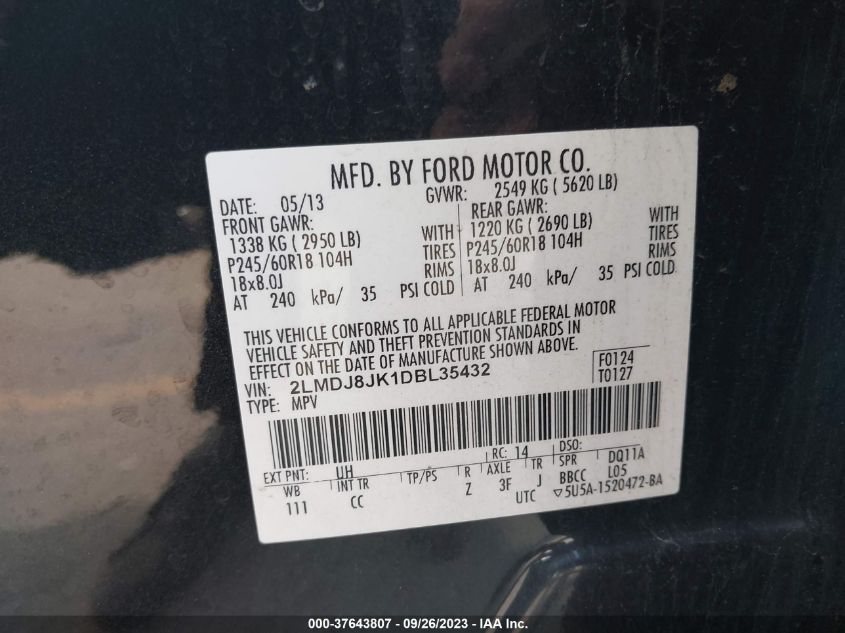 MFD. BY FORD MOTOR CO.
DATE: 05/13 GVWR: 2549 KG ( 5620 LB)
FRONT GAWR: REAR GAWR:
1338 KG ( 2950 LB) WITH 1220 KG ( 2690 LB) WITH
P245/60R18 104H TIRES P245/60R18 104H TIRES
18x8.0J RIMS 18x8.0J RIMS
AT 240 kPa/ 35 PSI COLD AT 240 kPa/ 35 PSI COLD
THIS VEHICLE CONFORMS TO ALL APPLICABLE FEDERAL MOTOR
VEHICLE SAFETY AND THEFT PREVENTION STANDARDS IN
EFFECT ON THE DATE OF MANUFACTURE SHOWN ABOVE.
VIN: 2LMDJ8JK1DBL35432 F0124
TYPE: MPV T0127
EXT PNT: UH RC: 14 DSO:
WB INT TR TP/PS R AXLE TR SPR DQ11A
111 CC Z 3F J BBCC L05
UTC ▽5U5A-1520472-BA
000-37643807 - 09/26/2023 - IAA Inc.